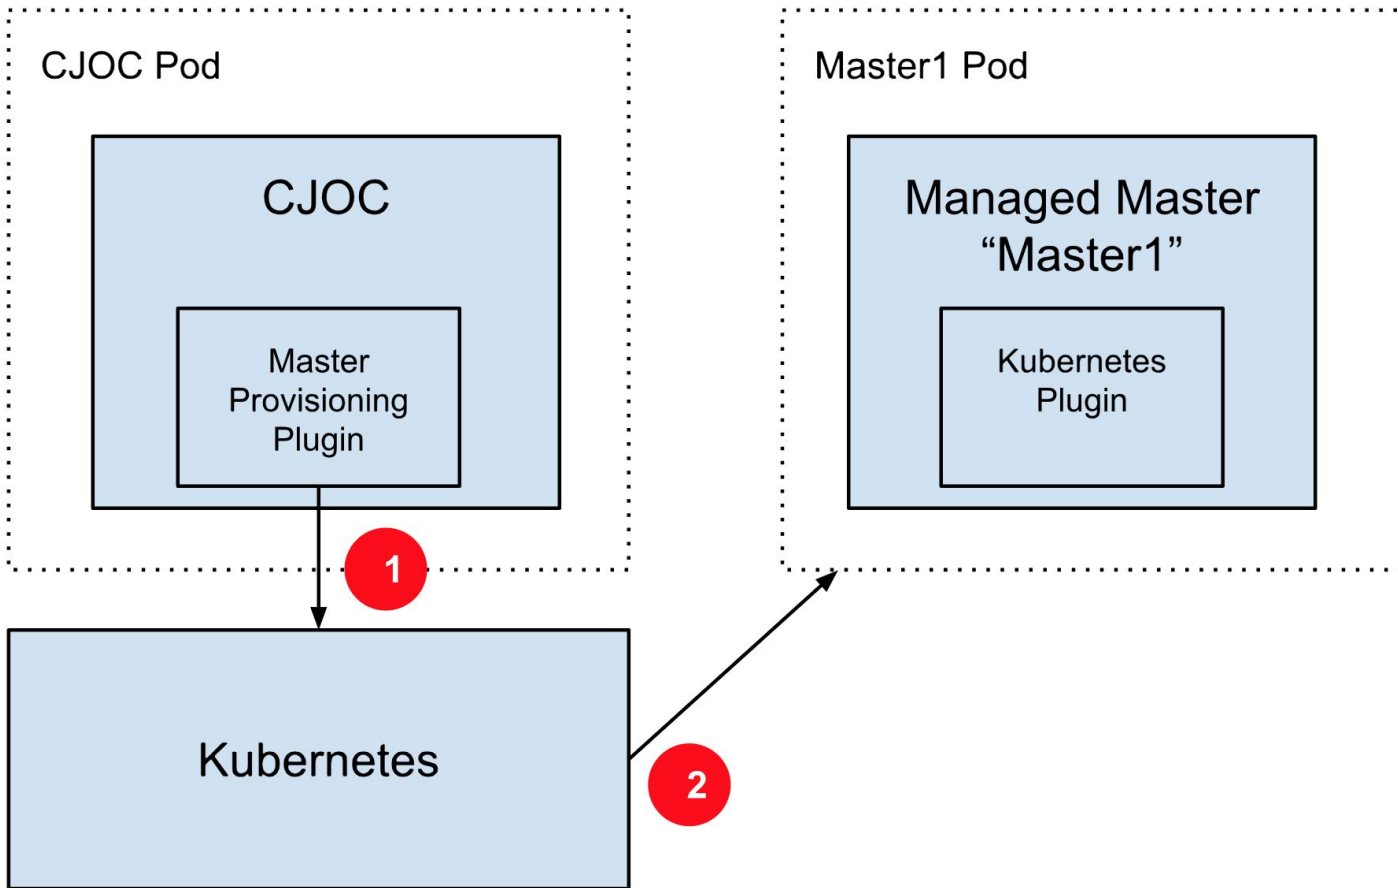 CJOC Pod
CJOC
Master
Provisioning
Plugin
1
Kubernetes
2
Master1 Pod
Managed Master
“Master1”
Kubernetes
Plugin